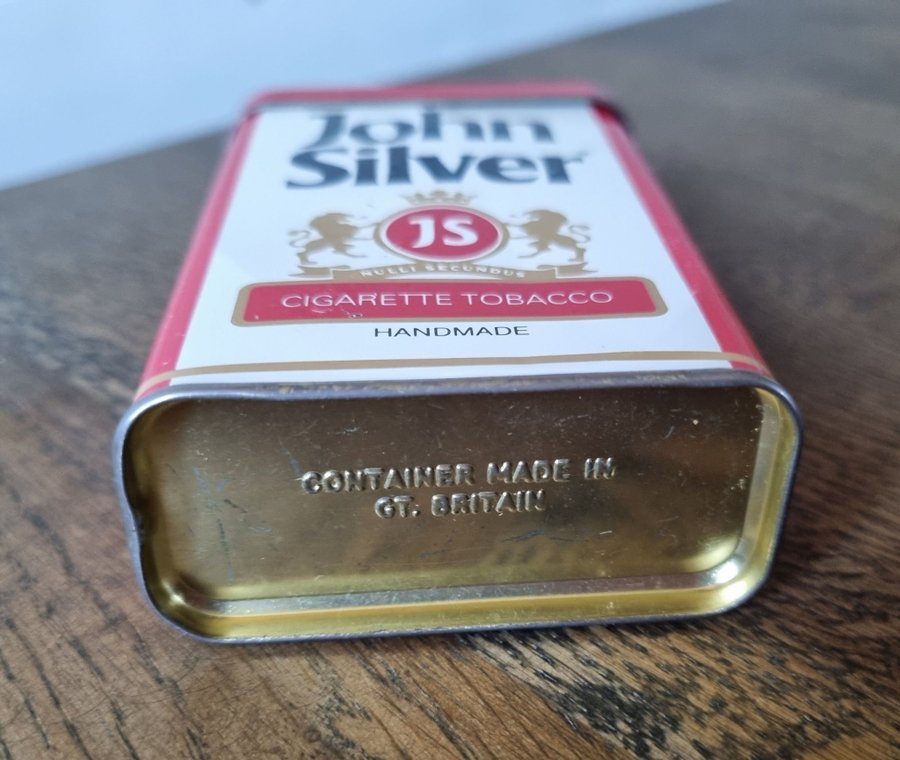 John
Silver
JS
NULLI SECUNDUS
CIGARETTE TOBACCO
HANDMADE
CONTAINER MADE IN
GT. BRITAIN